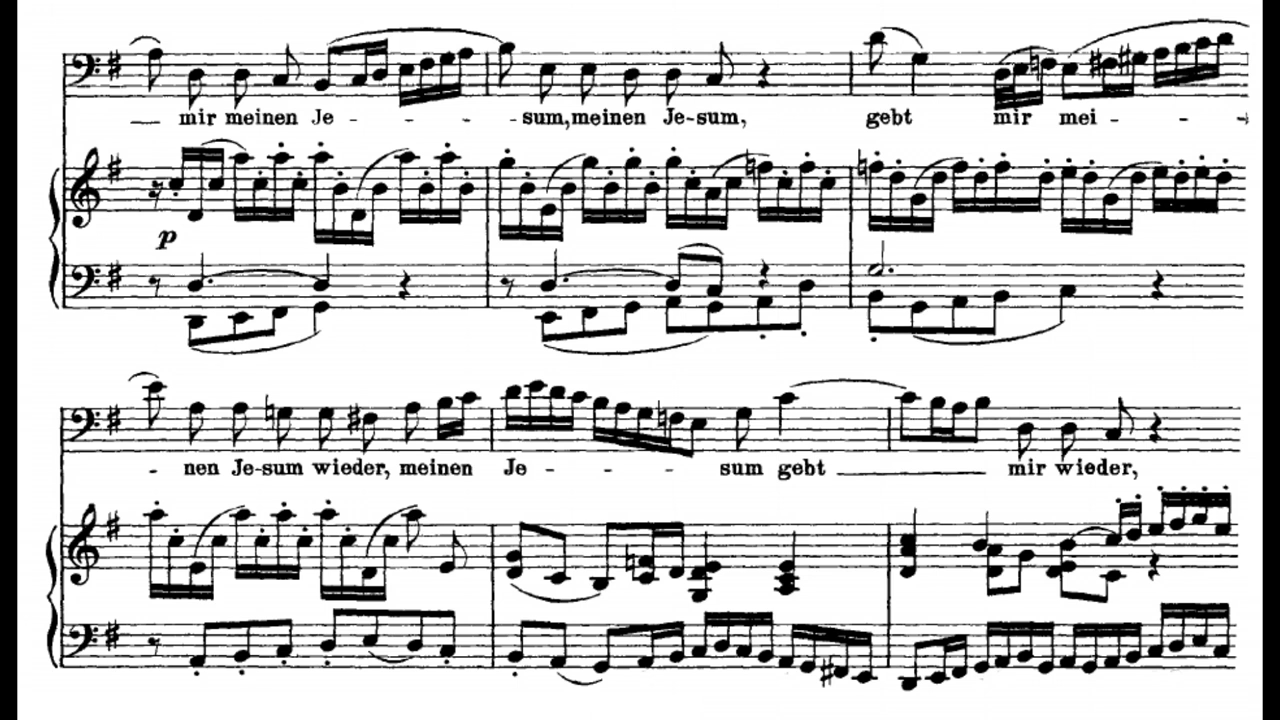 mir meinen Je - - - - sum, meinen Je-sum, gebt mir mei - - -
p
- nen Je-sum wieder, meinen Je - - - - sum gebt mir wieder,